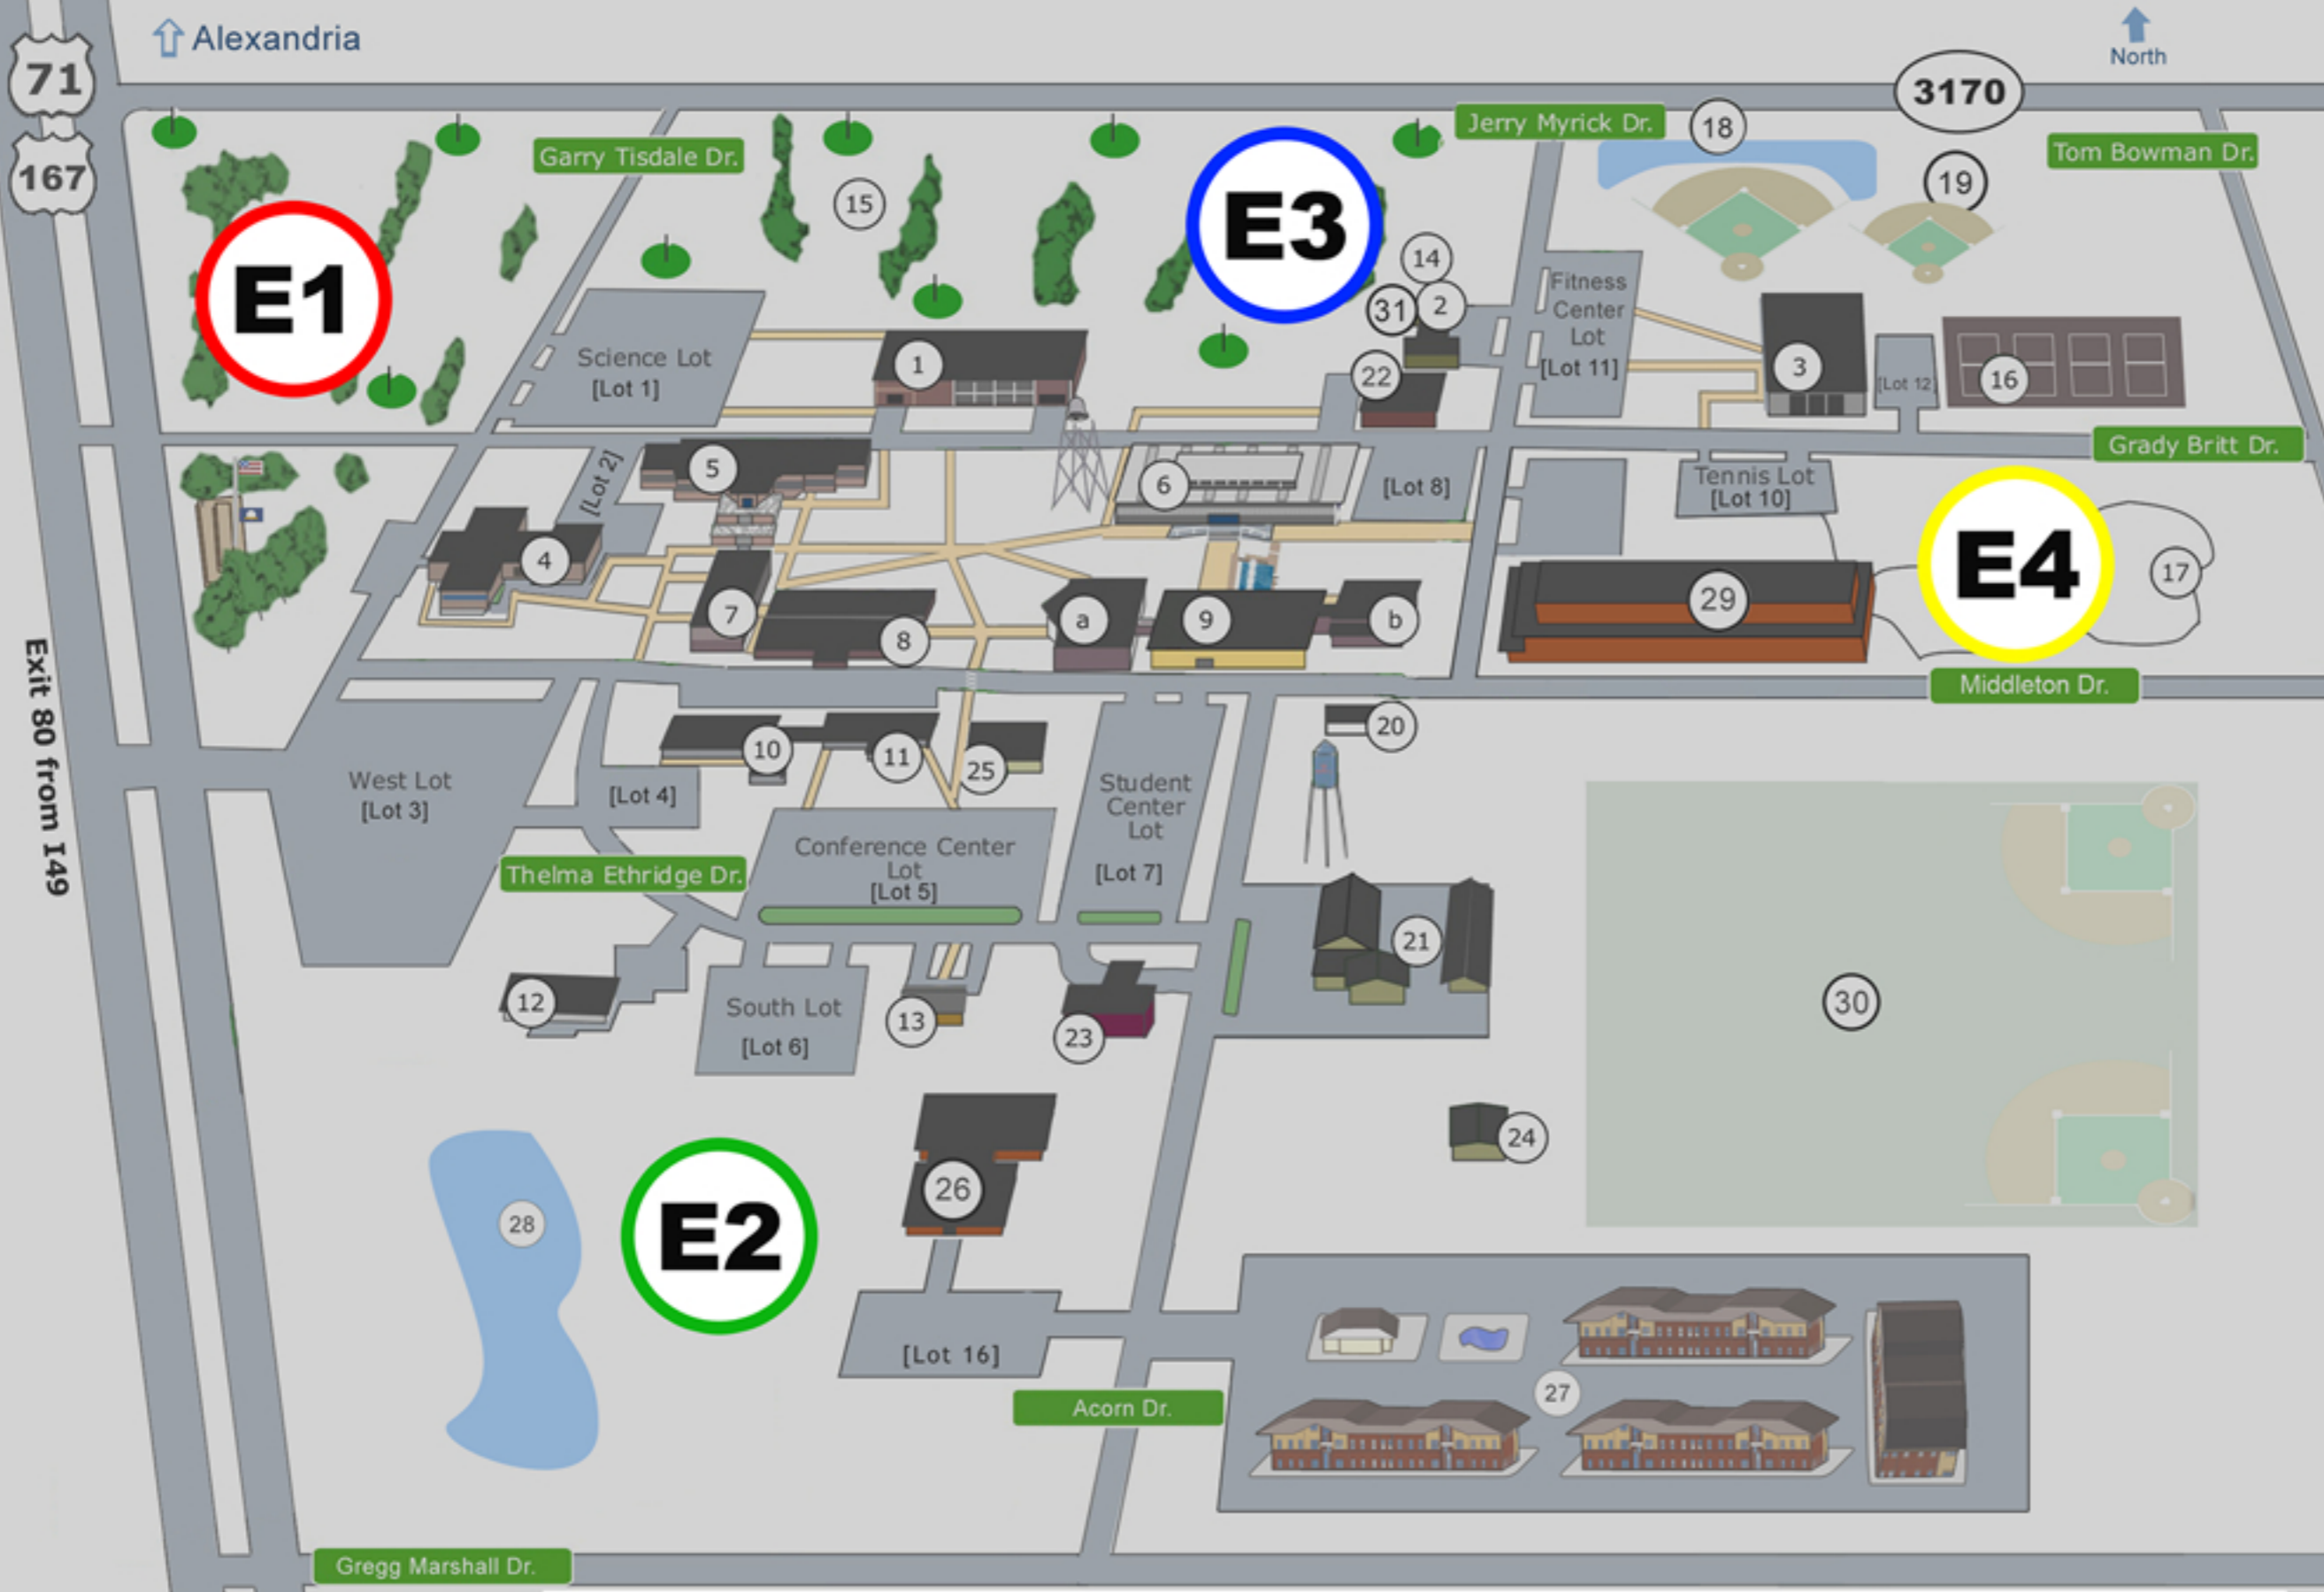 71
Alexandria
North
3170
Jerry Myrick Dr.
18
Garry Tisdale Dr.
Tom Bowman Dr.
167
19
15
E3
E1
14
Fitness
Center
Lot
[Lot 11]
31
2
Science Lot
[Lot 1]
1
22
3
[Lot 12]
16
Grady Britt Dr.
5
[Lot 2]
6
[Lot 8]
Tennis Lot
[Lot 10]
4
E4
17
7
8
a
9
b
29
Middleton Dr.
Exit 80 from I49
10
11
25
20
West Lot
[Lot 3]
[Lot 4]
Student
Center
Lot
[Lot 7]
Conference Center
Lot
[Lot 5]
Thelma Ethridge Dr.
21
12
South Lot
[Lot 6]
13
23
30
24
26
28
E2
[Lot 16]
27
Acorn Dr.
Gregg Marshall Dr.